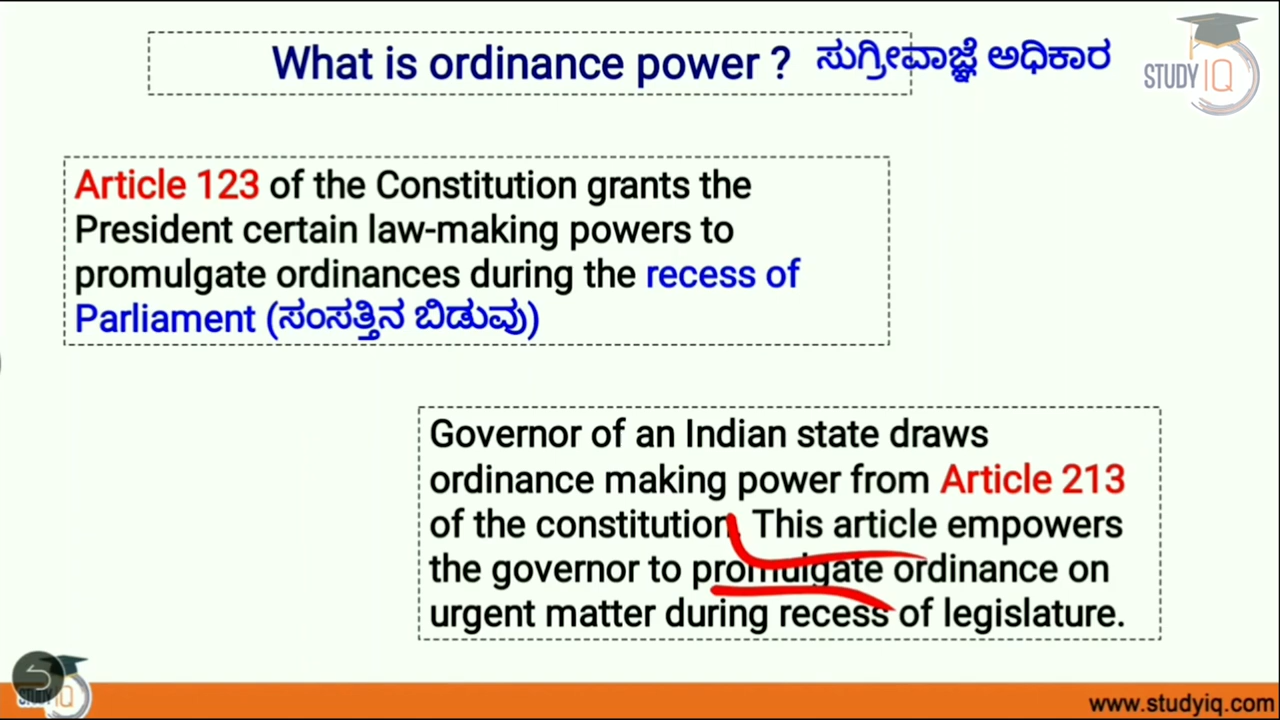 What is ordinance power ? ಸುಗ್ರೀವಾಜ್ಞೆ ಅಧಿಕಾರ
STUDY IQ
Article 123 of the Constitution grants the
President certain law-making powers to
promulgate ordinances during the recess of
Parliament (ಸಂಸತ್ತಿನ ಬಿಡುವು)
Governor of an Indian state draws
ordinance making power from Article 213
of the constitution. This article empowers
the governor to promulgate ordinance on
urgent matter during recess of legislature.
STUDY IQ
www.studyiq.com